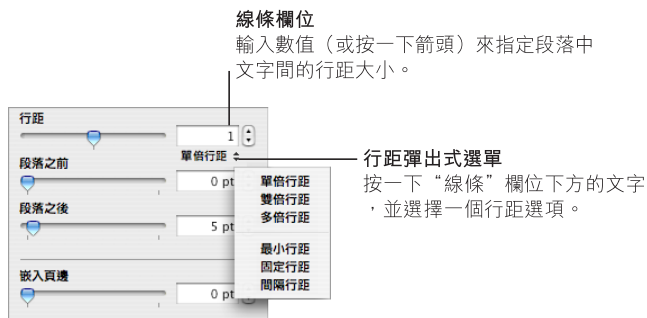 線條欄位
輸入數值（或按一下箭頭）來指定段落中
文字間的行距大小。
行距
1
單倍行距
段落之前
0 pt
段落之後
5 pt
嵌入頁邊
0 pt
行距彈出式選單
按一下“線條”欄位下方的文字
，並選擇一個行距選項。
單倍行距
雙倍行距
多倍行距
最小行距
固定行距
間隔行距